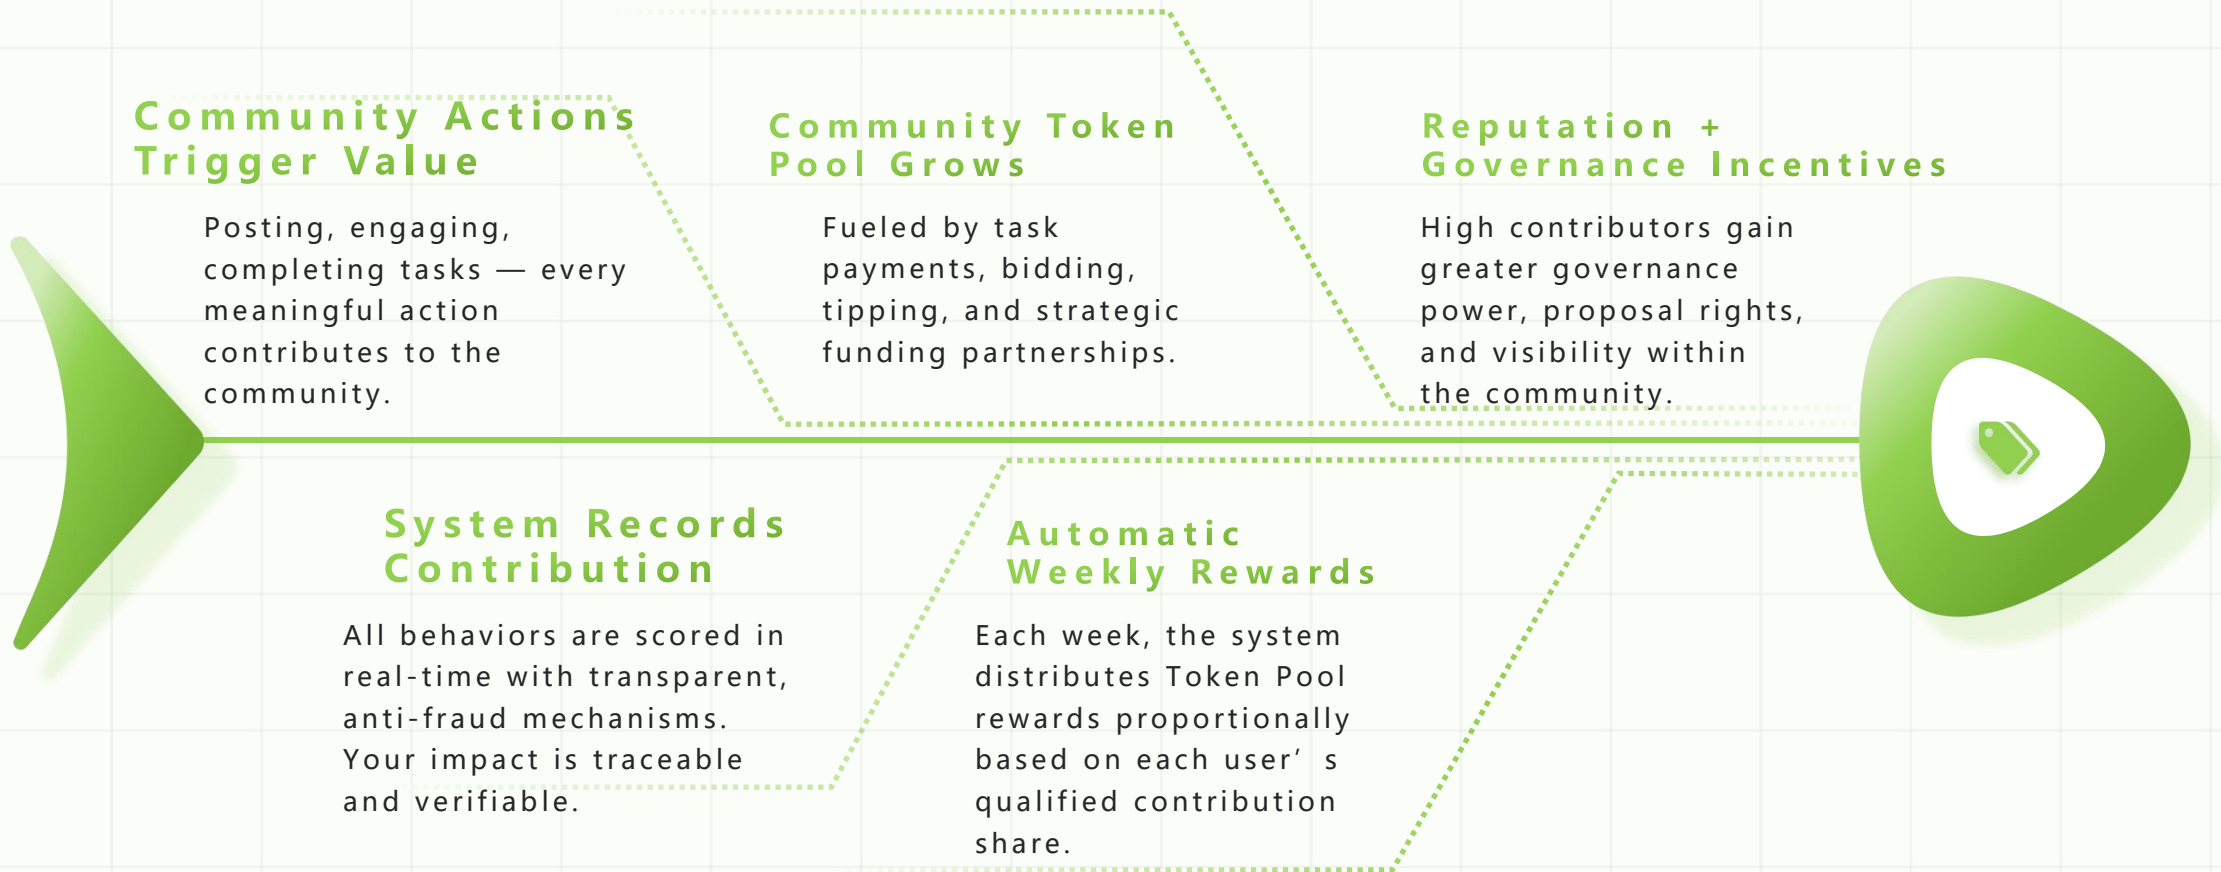 Community Actions
Trigger Value
Posting, engaging,
completing tasks — every
meaningful action
contributes to the
community.
System Records
Contribution
All behaviors are scored in
real-time with transparent,
anti-fraud mechanisms.
Your impact is traceable
and verifiable.
Community Token
Pool Grows
Fueled by task
payments, bidding,
tipping, and strategic
funding partnerships.
Automatic
Weekly Rewards
Each week, the system
distributes Token Pool
rewards proportionally
based on each user’ s
qualified contribution
share.
Reputation +
Governance Incentives
High contributors gain
greater governance
power, proposal rights,
and visibility within
the community.